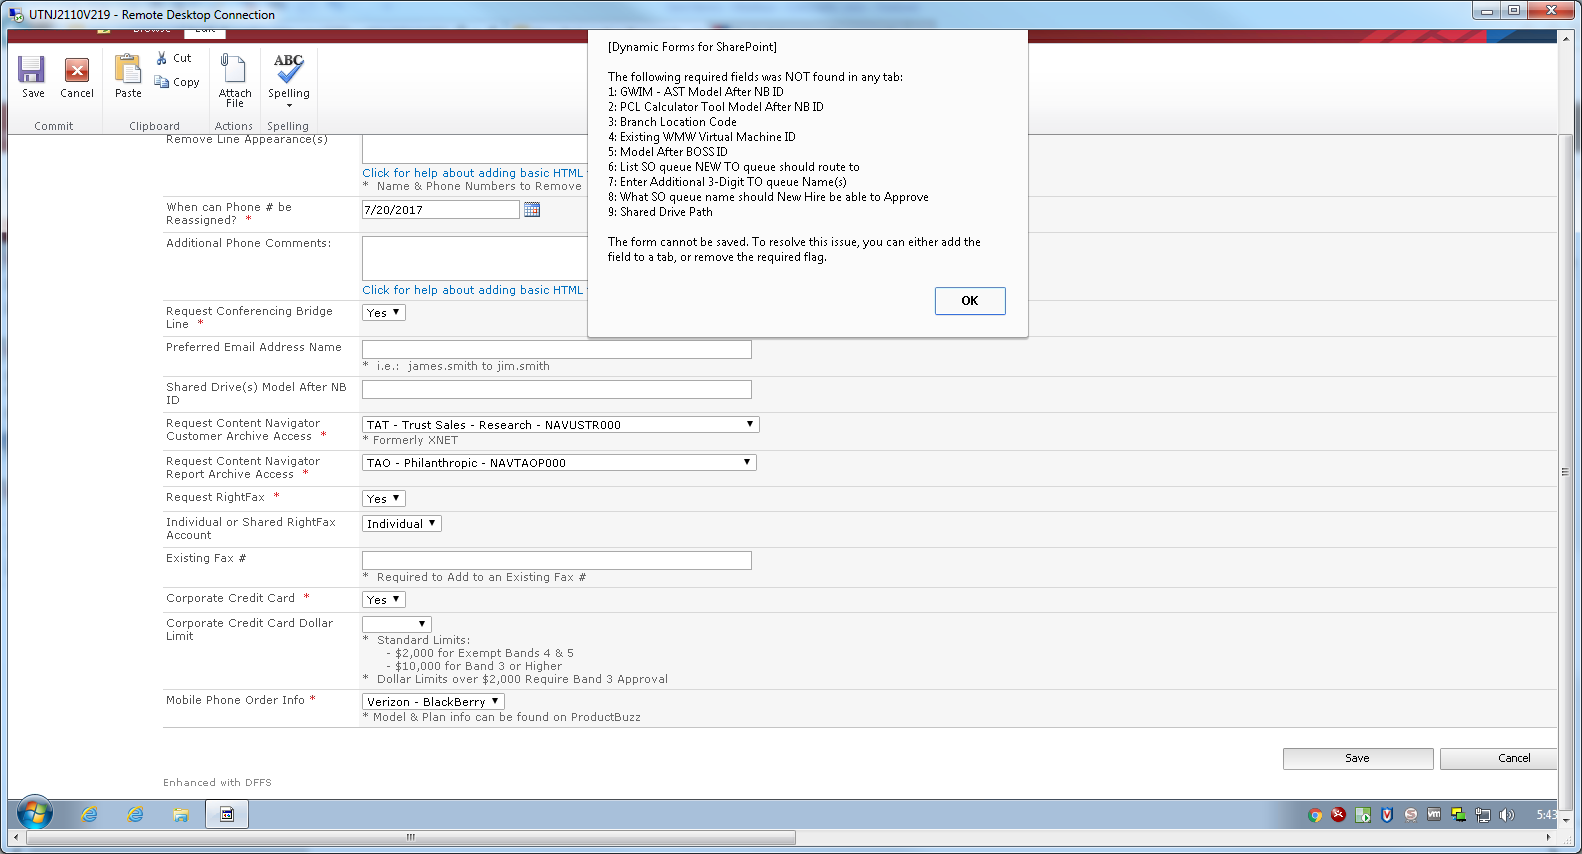 UTNJ2110V219 - Remote Desktop Connection
Browse Edit
Save
Cancel
Paste
Cut
Copy
Attach File
ABC
Spelling
Commit
Clipboard
Actions
Spelling
[Dynamic Forms for SharePoint]
The following required fields was NOT found in any tab:
1: GWIM - AST Model After NB ID
2: PCL Calculator Tool Model After NB ID
3: Branch Location Code
4: Existing WMW Virtual Machine ID
5: Model After BOSS ID
6: List SO queue NEW TO queue should route to
7: Enter Additional 3-Digit TO queue Name(s)
8: What SO queue name should New Hire be able to Approve
9: Shared Drive Path
The form cannot be saved. To resolve this issue, you can either add the
field to a tab, or remove the required flag.
OK
Remove Line Appearance(s)
Click for help about adding basic HTML
* Name & Phone Numbers to Remove
When can Phone # be
Reassigned? *
7/20/2017
Additional Phone Comments:
Click for help about adding basic HTML
Request Conferencing Bridge
Line *
Yes
Preferred Email Address Name
* i.e.: james.smith to jim.smith
Shared Drive(s) Model After NB
ID
Request Content Navigator
Customer Archive Access *
TAT - Trust Sales - Research - NAVUSTR000
* Formerly XNET
Request Content Navigator
Report Archive Access *
TAO - Philanthropic - NAVTAOP000
Request RightFax *
Yes
Individual or Shared RightFax
Account
Individual
Existing Fax #
* Required to Add to an Existing Fax #
Corporate Credit Card *
Yes
Corporate Credit Card Dollar
Limit
* Standard Limits:
- $2,000 for Exempt Bands 4 & 5
- $10,000 for Band 3 or Higher
* Dollar Limits over $2,000 Require Band 3 Approval
Mobile Phone Order Info *
Verizon - BlackBerry
* Model & Plan info can be found on ProductBuzz
Save
Cancel
Enhanced with DFFS
5:43